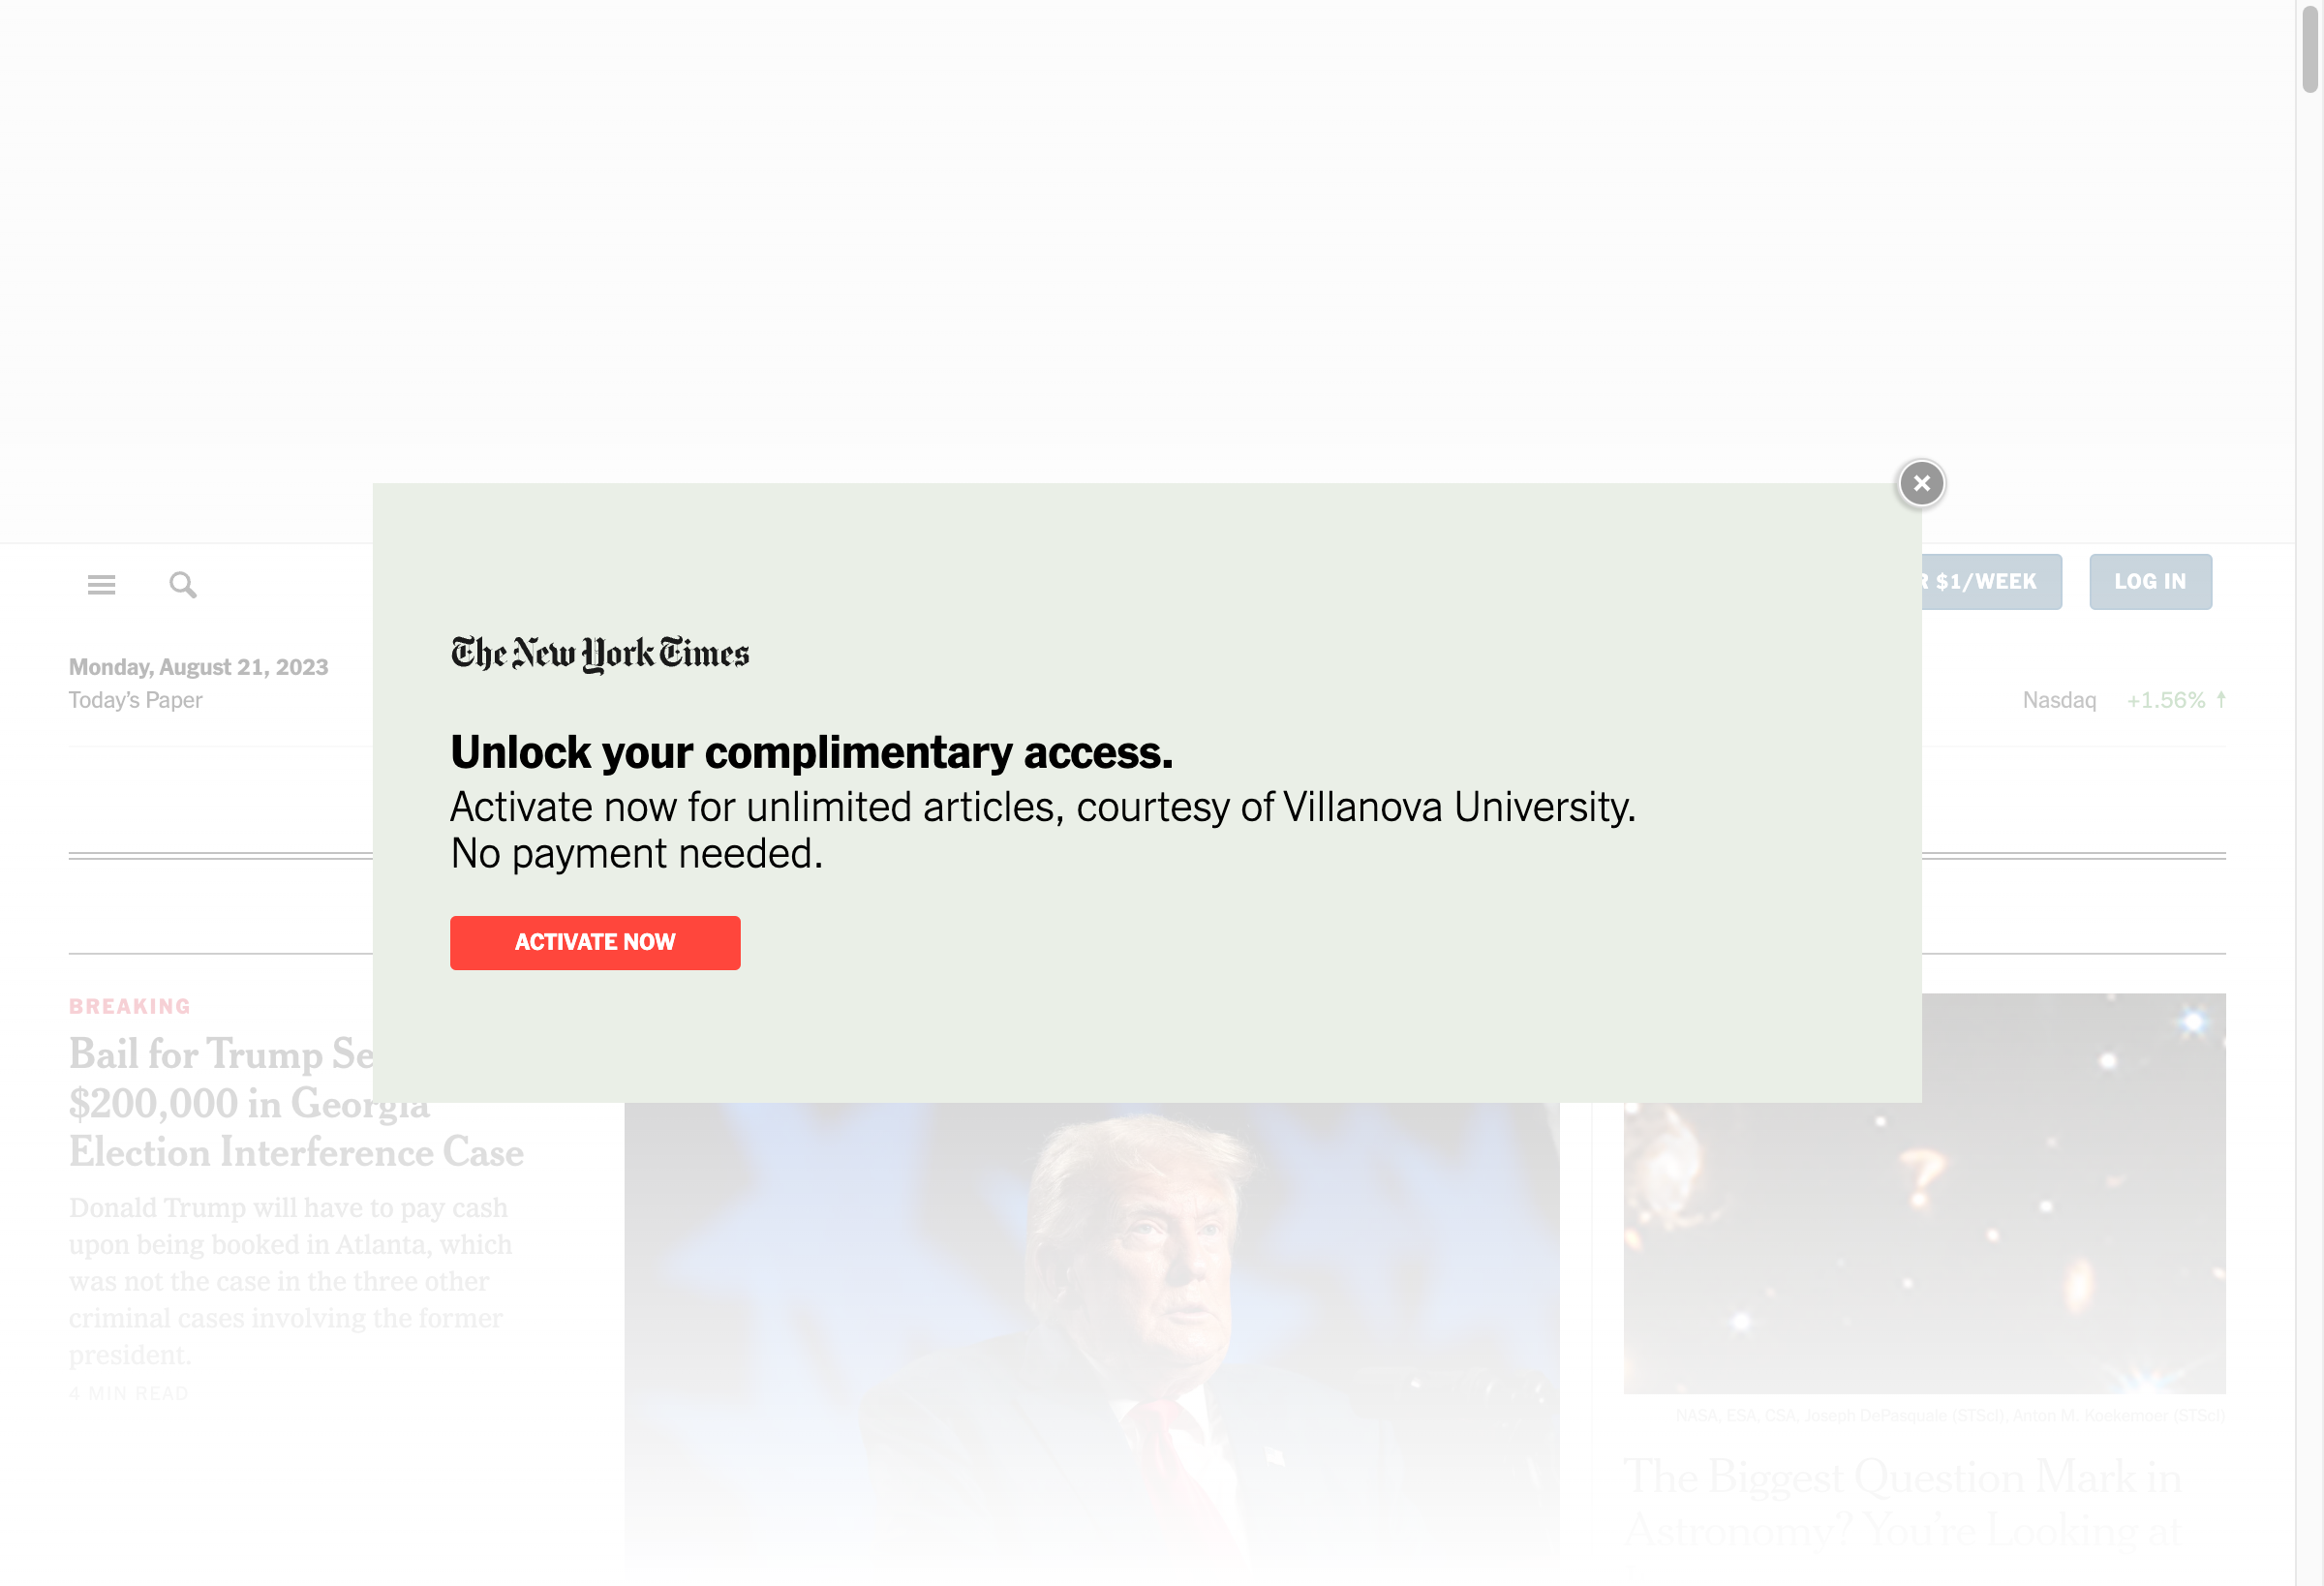 R $1/WEEK
LOG IN
Monday, August 21, 2023
Today's Paper
Nasdaq +1.56%
The New York Times
Unlock your complimentary access.
Activate now for unlimited articles, courtesy of Villanova University.
No payment needed.
ACTIVATE NOW
BREAKING
Bail for Trump Se
$200,000 in Georgia
Election Interference Case
Donald Trump will have to pay cash
upon being booked in Atlanta, which
was not the case in the three other
criminal cases involving the former
president.
4 MIN READ
NASA, ESA, CSA, Joseph DePasquale (STScI), Anton M. Koekemoer (STScI)
The Biggest Question Mark in
Astronomy? You're Looking at